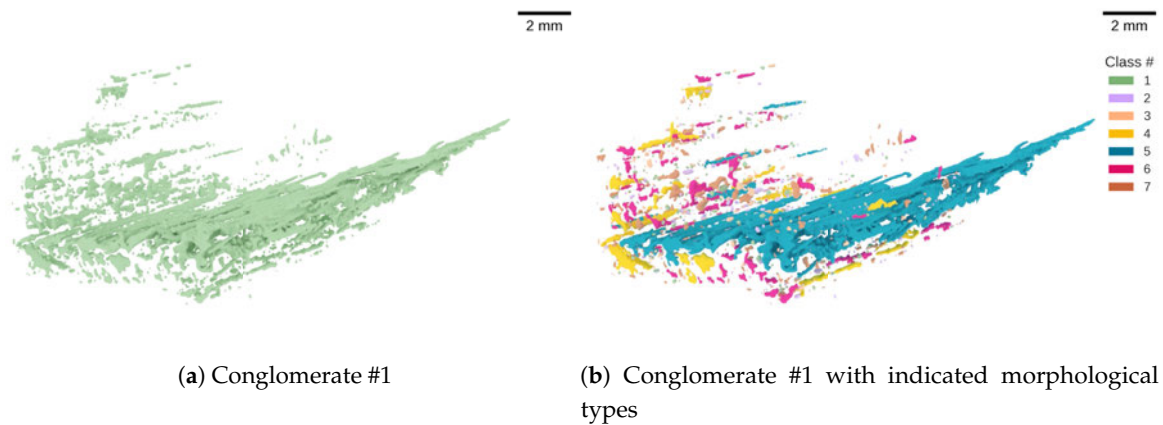 2 mm
2 mm
Class #
1
2
3
4
5
6
7
(a) Conglomerate #1
(b) Conglomerate #1 with indicated morphological
types